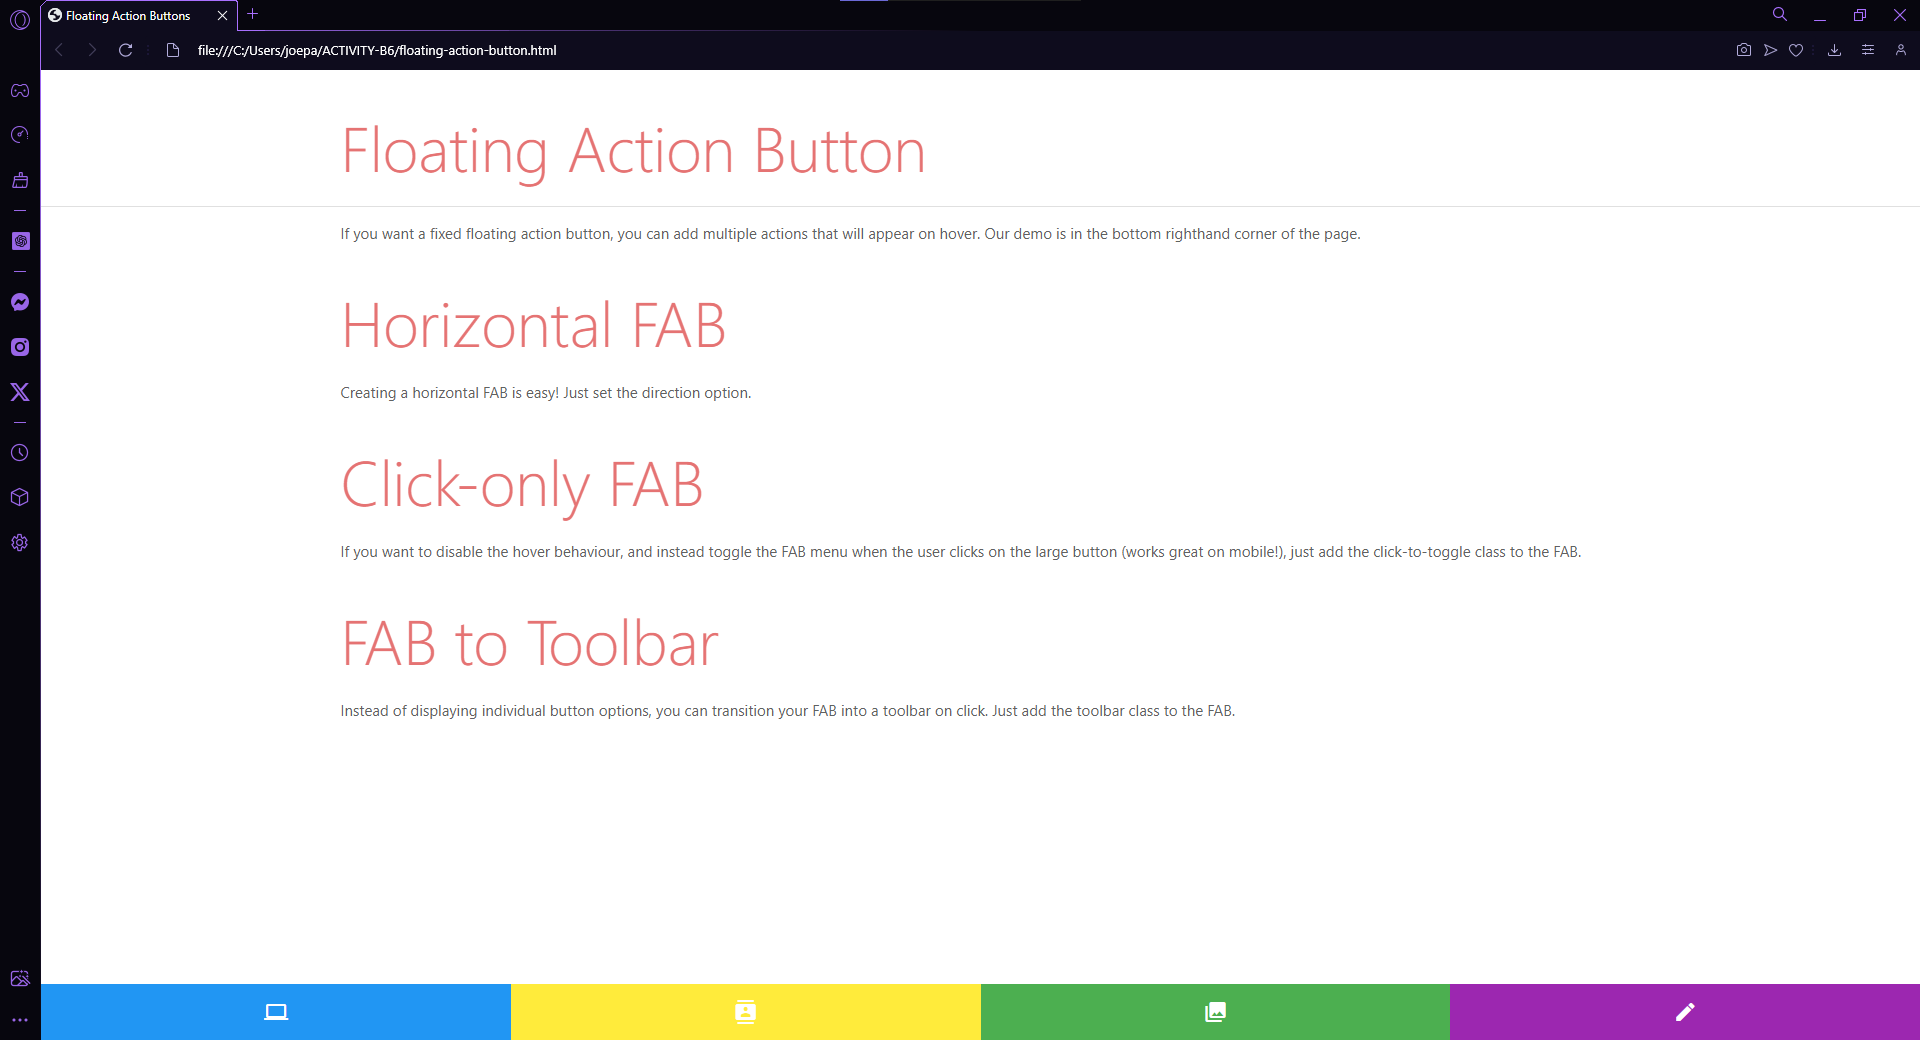 Floating Action Buttons
file:///C:/Users/joepa/ACTIVITY-B6/floating-action-button.html
Floating Action Button
If you want a fixed floating action button, you can add multiple actions that will appear on hover. Our demo is in the bottom righthand corner of the page.
Horizontal FAB
Creating a horizontal FAB is easy! Just set the direction option.
Click-only FAB
If you want to disable the hover behaviour, and instead toggle the FAB menu when the user clicks on the large button (works great on mobile!), just add the click-to-toggle class to the FAB.
FAB to Toolbar
Instead of displaying individual button options, you can transition your FAB into a toolbar on click. Just add the toolbar class to the FAB.